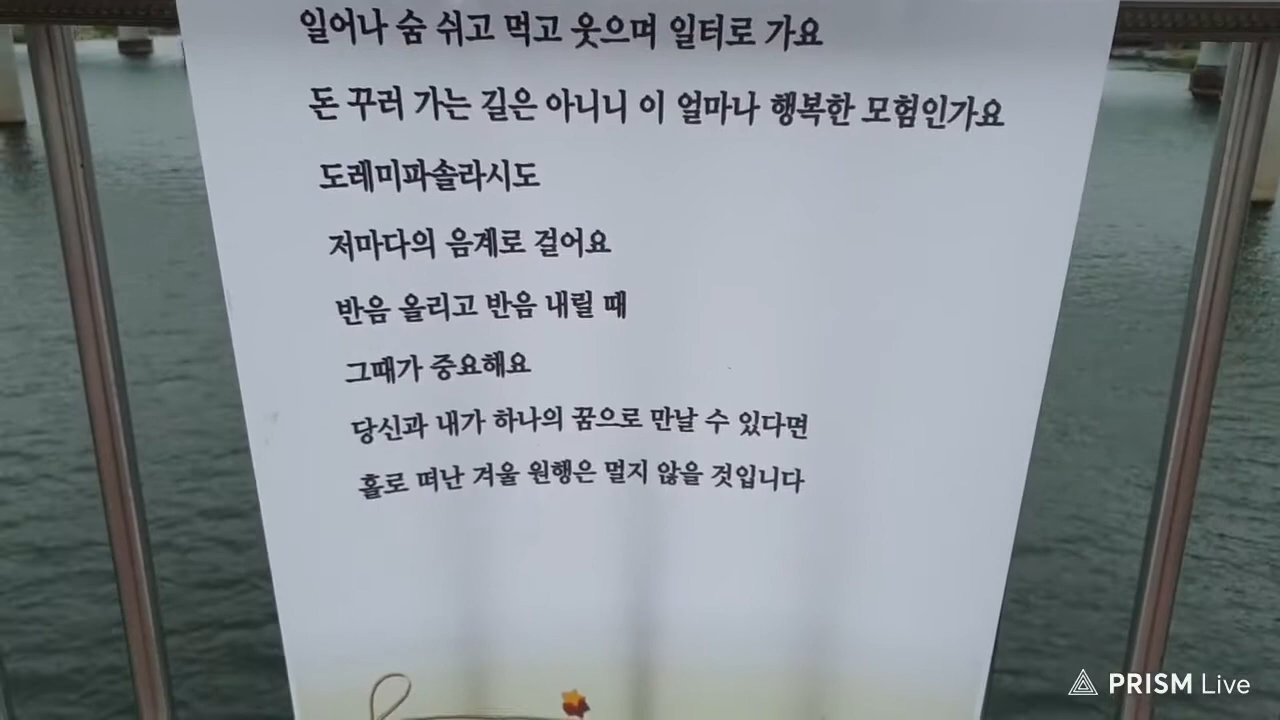 일어나 숨 쉬고 먹고 웃으며 일터로 가요
돈 꾸러 가는 길은 아니니 이 얼마나 행복한 모험인가요
도레미파솔라시도
저마다의 음계로 걸어요
반음 올리고 반음 내릴 때
그때가 중요해요
당신과 내가 하나의 꿈으로 만날 수 있다면
홀로 떠난 겨울 원행은 멀지 않을 것입니다
PRISM Live